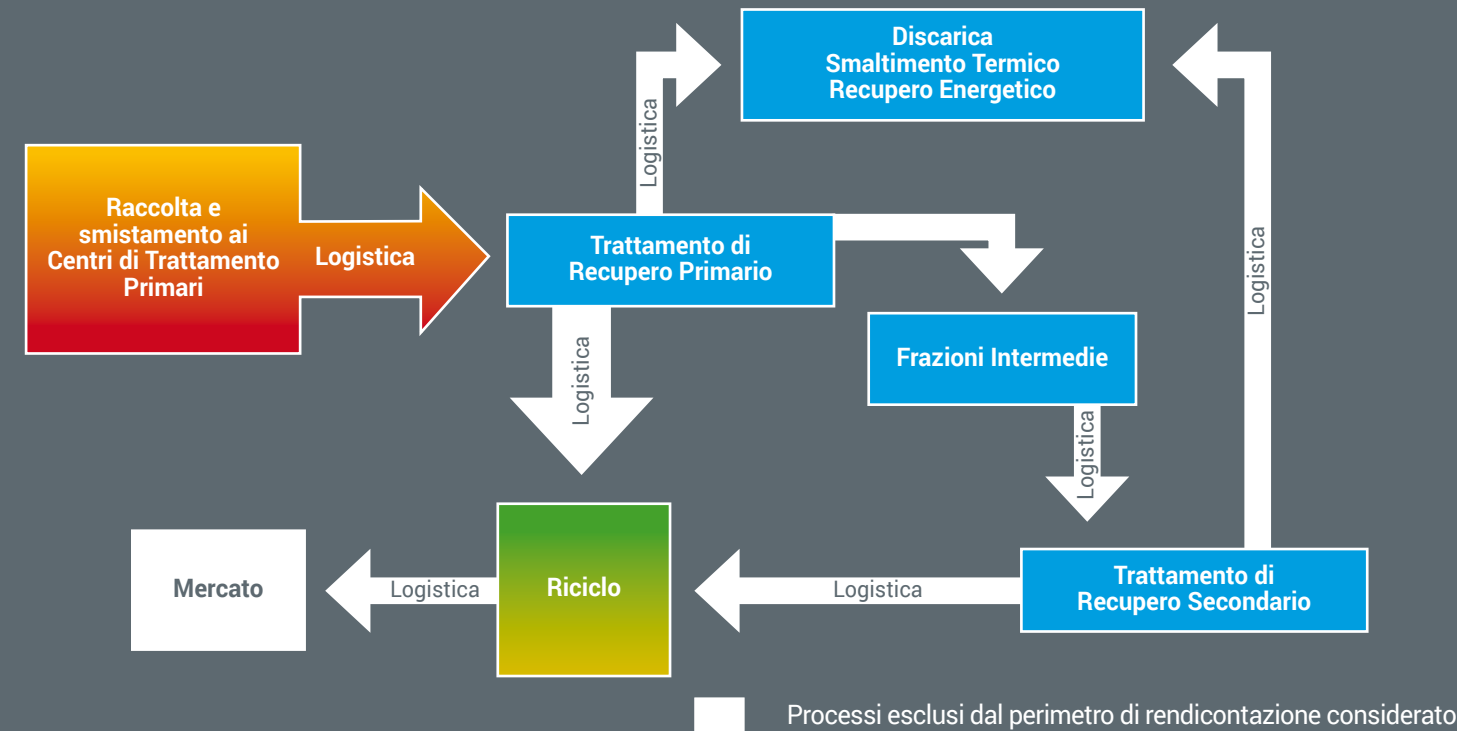 Discarica
Smaltimento Termico
Recupero Energetico
Logistica
Raccolta e
smistamento ai
Centri di Trattamento
Primari
Logistica
Trattamento di
Recupero Primario
Logistica
Frazioni Intermedie
Logistica
Logistica
Mercato
Logistica
Riciclo
Logistica
Trattamento di
Recupero Secondario
Processi esclusi dal perimetro di rendicontazione considerato